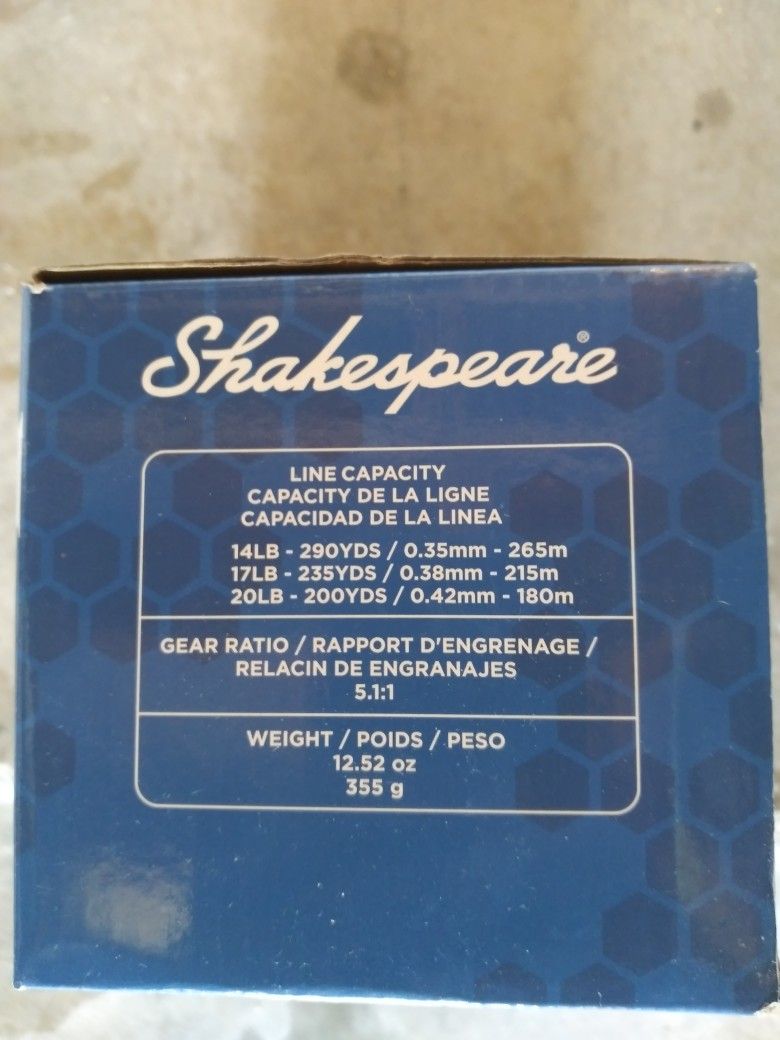 Shakespeare®
LINE CAPACITY
CAPACITY DE LA LIGNE
CAPACIDAD DE LA LINEA
14LB - 290YDS / 0.35mm - 265m
17LB - 235YDS / 0.38mm - 215m
20LB - 200YDS / 0.42mm - 180m
GEAR RATIO / RAPPORT D'ENGRENAGE /
RELACIN DE ENGRANAJES
5.1:1
WEIGHT / POIDS / PESO
12.52 oz
355 g